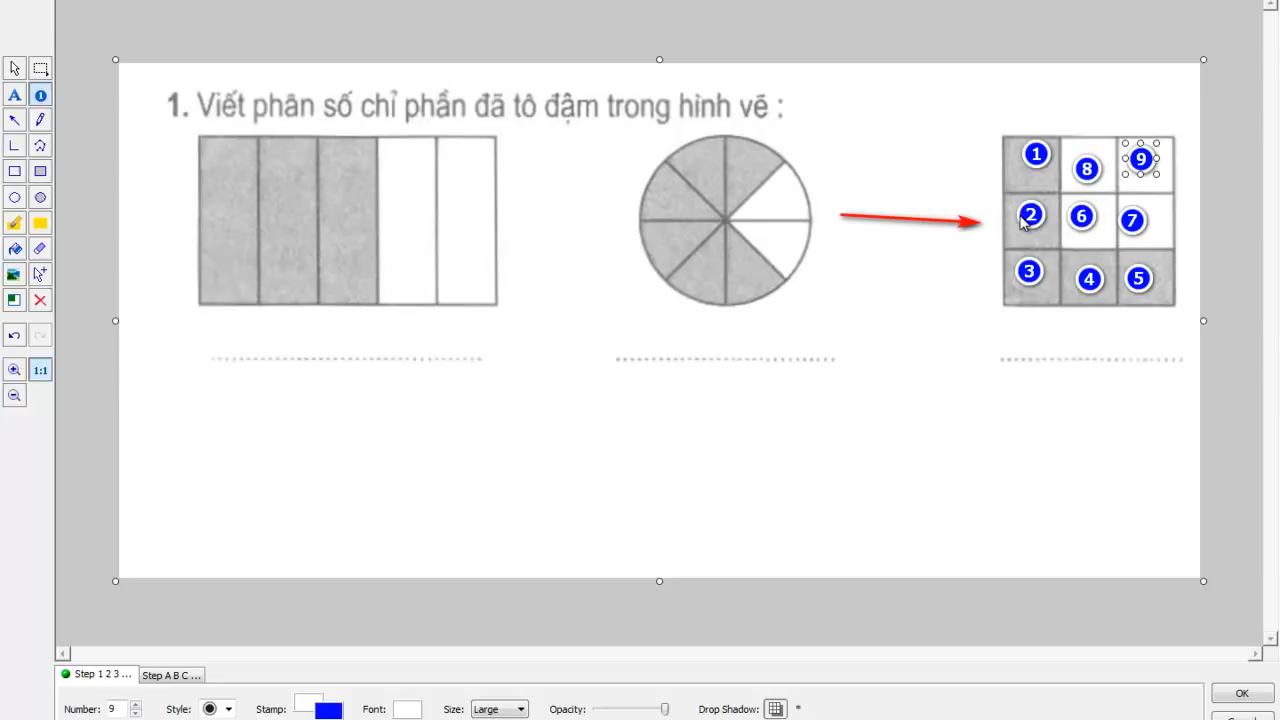 1. Viết phân số chỉ phần đã tô đậm trong hình vẽ :
1 8 9
2 6 7
3 4 5
A 1
1:1
Step 1 2 3 ... Step A B C ...
Number: 9 Style: Stamp: Font: Size: Large Opacity: Drop Shadow: *
OK